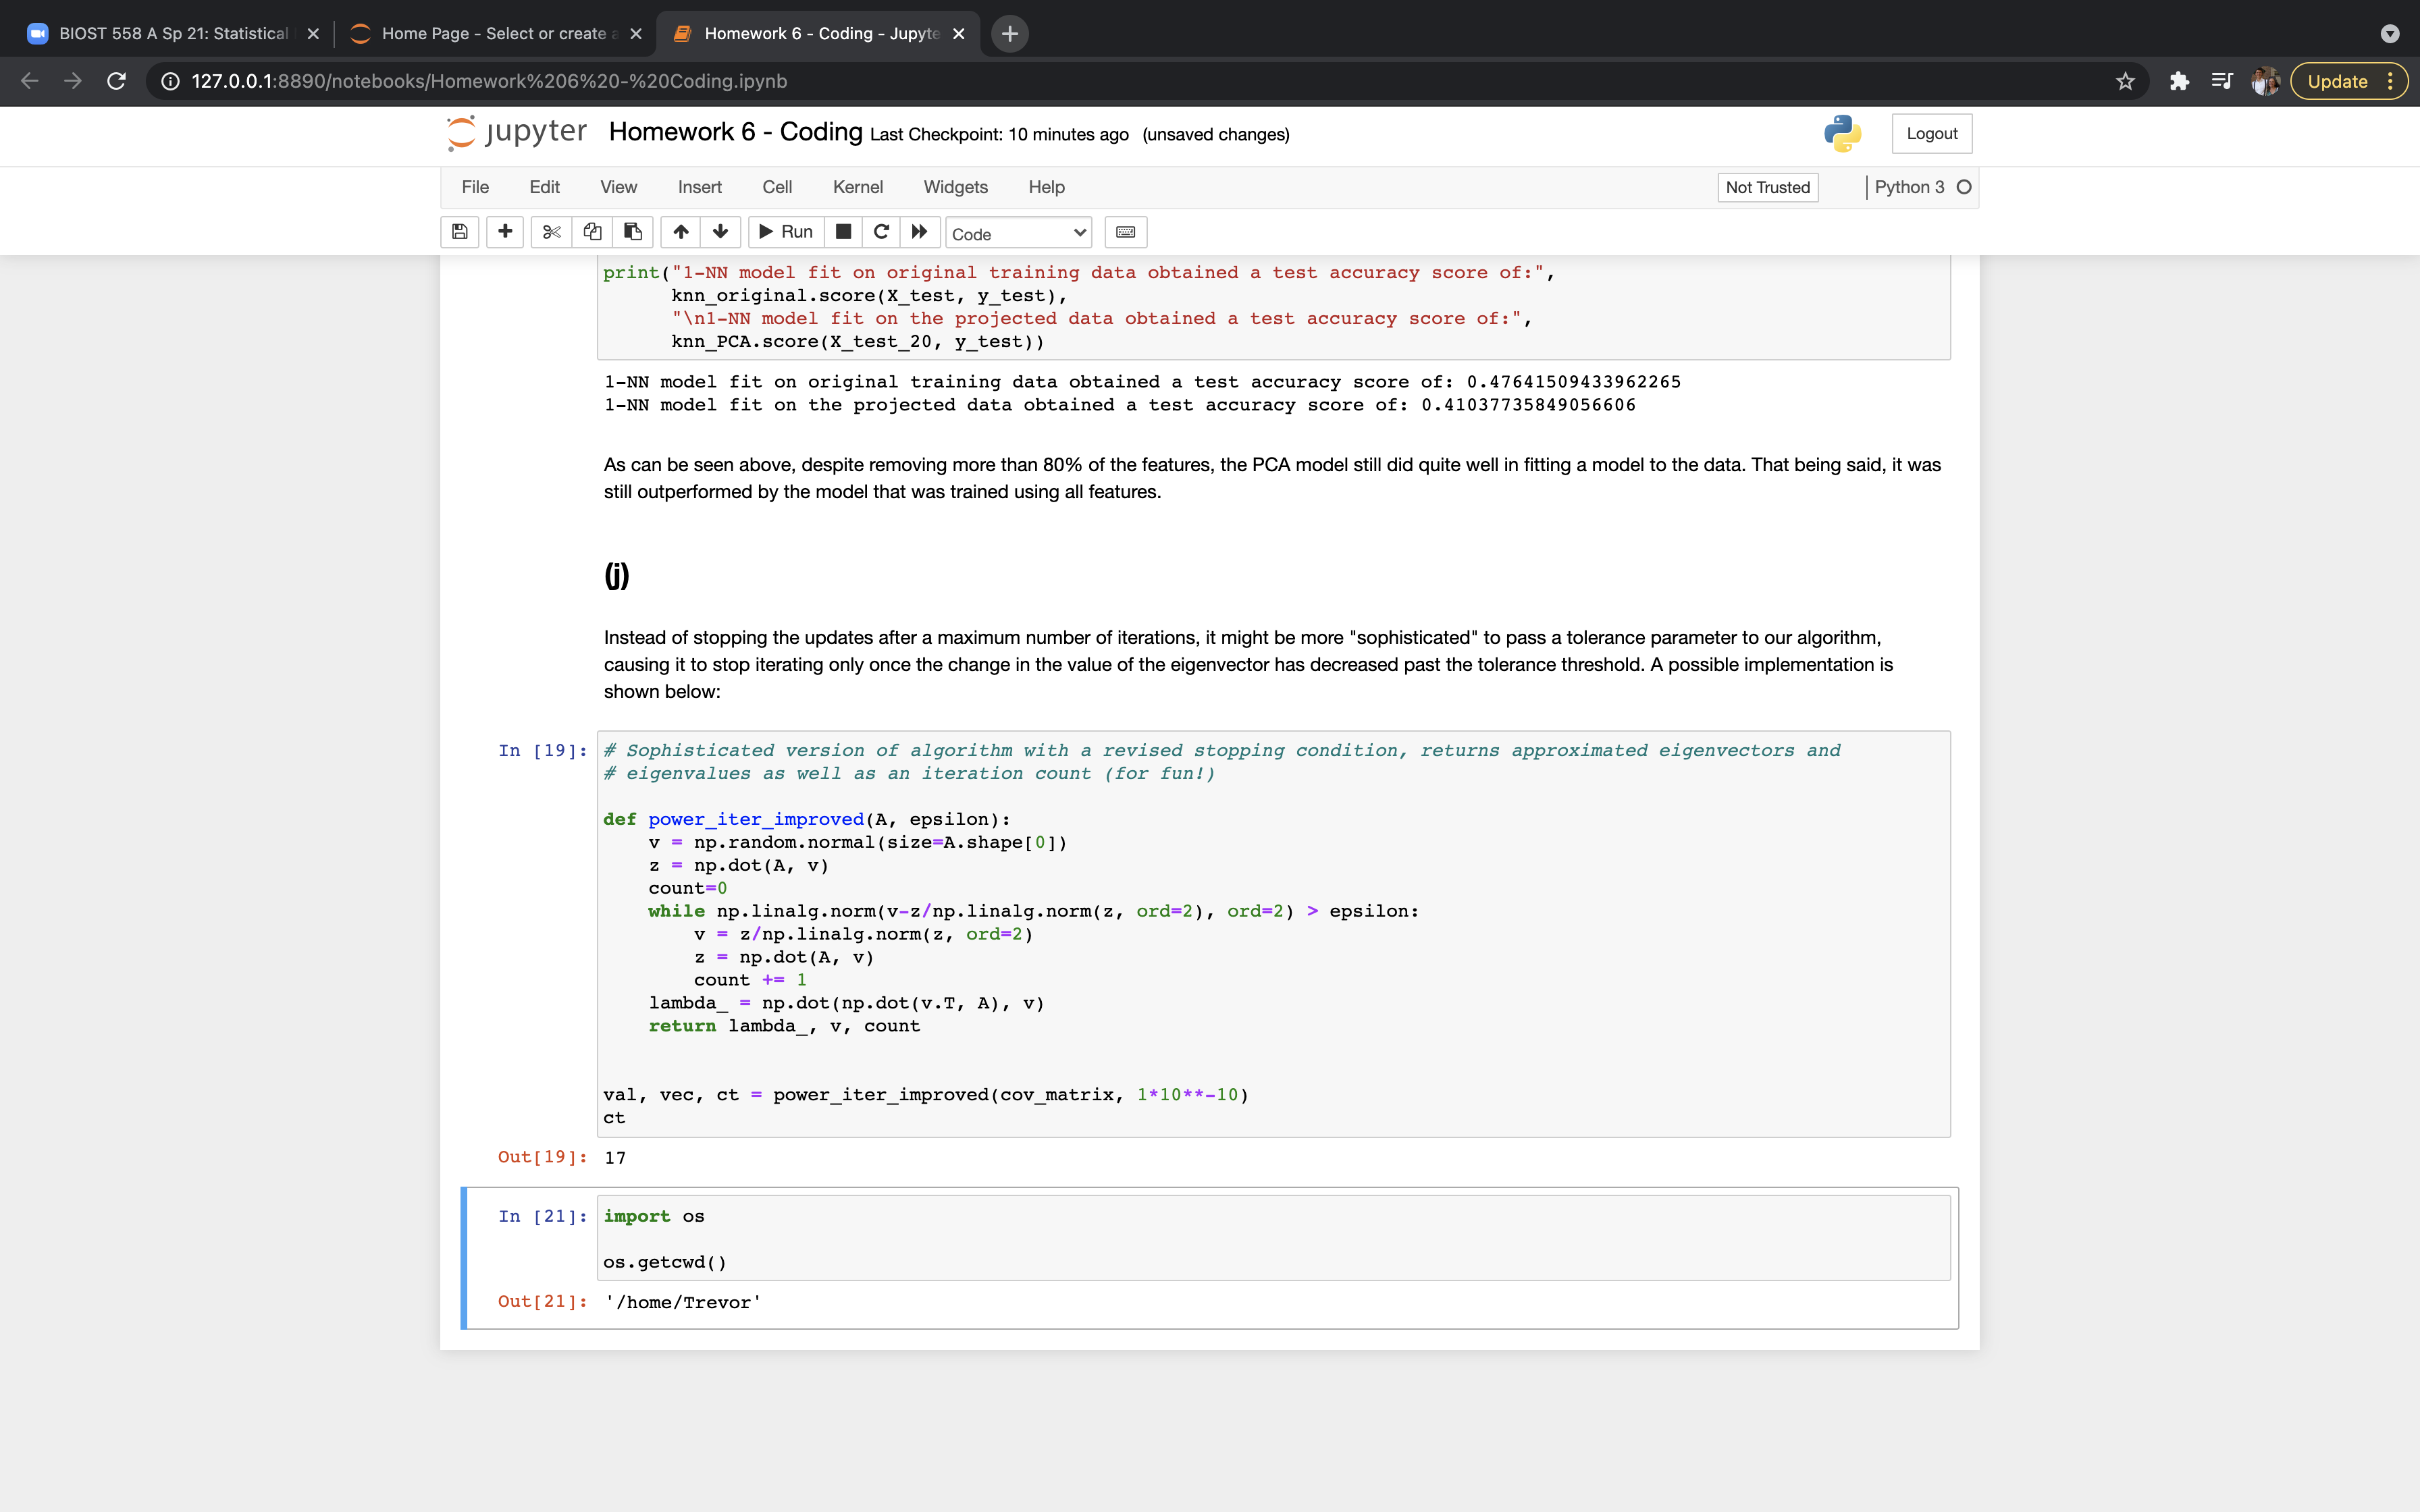 BIOST 558 A Sp 21: Statistical
Home Page - Select or create a
Homework 6 - Coding - Jupyte
127.0.0.1:8890/notebooks/Homework%206%20-%20Coding.ipynb
Update
jupyter Homework 6 - Coding Last Checkpoint: 10 minutes ago (unsaved changes)
Logout
File Edit View Insert Cell Kernel Widgets Help
Not Trusted
Python 3
Run
Code
print("1-NN model fit on original training data obtained a test accuracy score of:",
      knn_original.score(X_test, y_test),
      "\n1-NN model fit on the projected data obtained a test accuracy score of:",
      knn_PCA.score(X_test_20, y_test))
1-NN model fit on original training data obtained a test accuracy score of: 0.47641509433962265
1-NN model fit on the projected data obtained a test accuracy score of: 0.41037735849056606
As can be seen above, despite removing more than 80% of the features, the PCA model still did quite well in fitting a model to the data. That being said, it was
still outperformed by the model that was trained using all features.
(j)
Instead of stopping the updates after a maximum number of iterations, it might be more "sophisticated" to pass a tolerance parameter to our algorithm,
causing it to stop iterating only once the change in the value of the eigenvector has decreased past the tolerance threshold. A possible implementation is
shown below:
In [19]:
# Sophisticated version of algorithm with a revised stopping condition, returns approximated eigenvectors and
# eigenvalues as well as an iteration count (for fun!)
def power_iter_improved(A, epsilon):
    v = np.random.normal(size=A.shape[0])
    z = np.dot(A, v)
    count=0
    while np.linalg.norm(v-z/np.linalg.norm(z, ord=2), ord=2) > epsilon:
        v = z/np.linalg.norm(z, ord=2)
        z = np.dot(A, v)
        count += 1
    lambda_ = np.dot(np.dot(v.T, A), v)
    return lambda_, v, count
val, vec, ct = power_iter_improved(cov_matrix, 1*10**-10)
ct
Out[19]: 17
In [21]:
import os
os.getcwd()
Out[21]: '/home/Trevor'